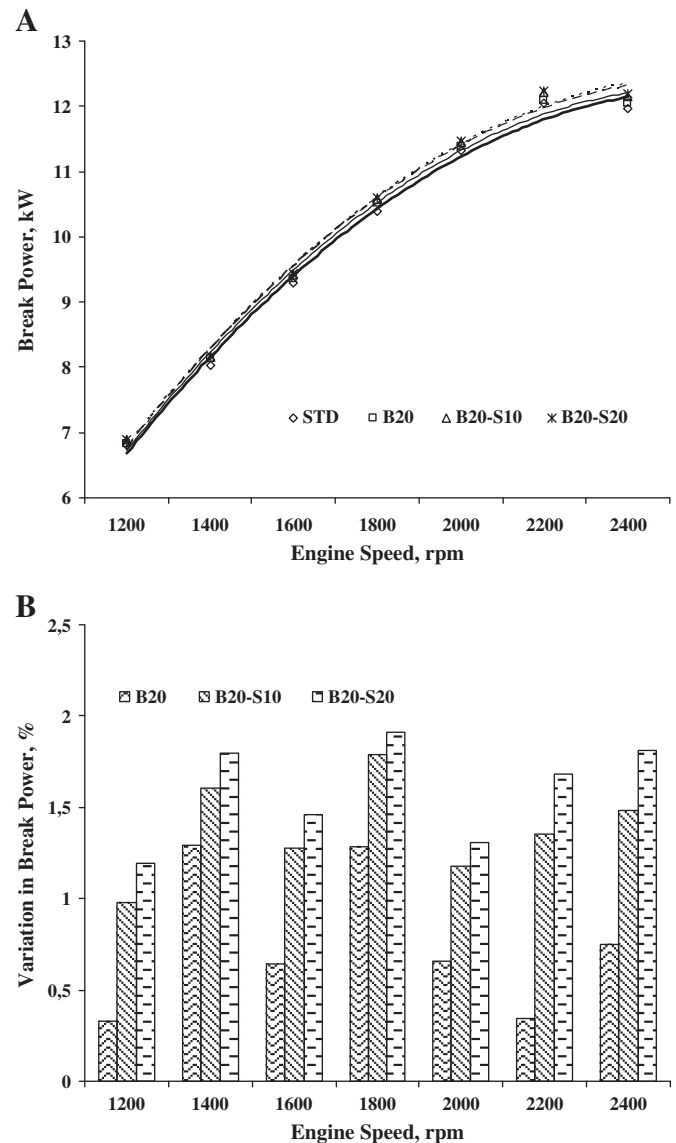 A
13
12
11
10
9
8
7
6
Break Power, kW
STD B20 B20-S10 B20-S20
1200 1400 1600 1800 2000 2200 2400
Engine Speed, rpm
B
2,5
2
1,5
1
0,5
0
Variation in Break Power, %
B20 B20-S10 B20-S20
1200 1400 1600 1800 2000 2200 2400
Engine Speed, rpm